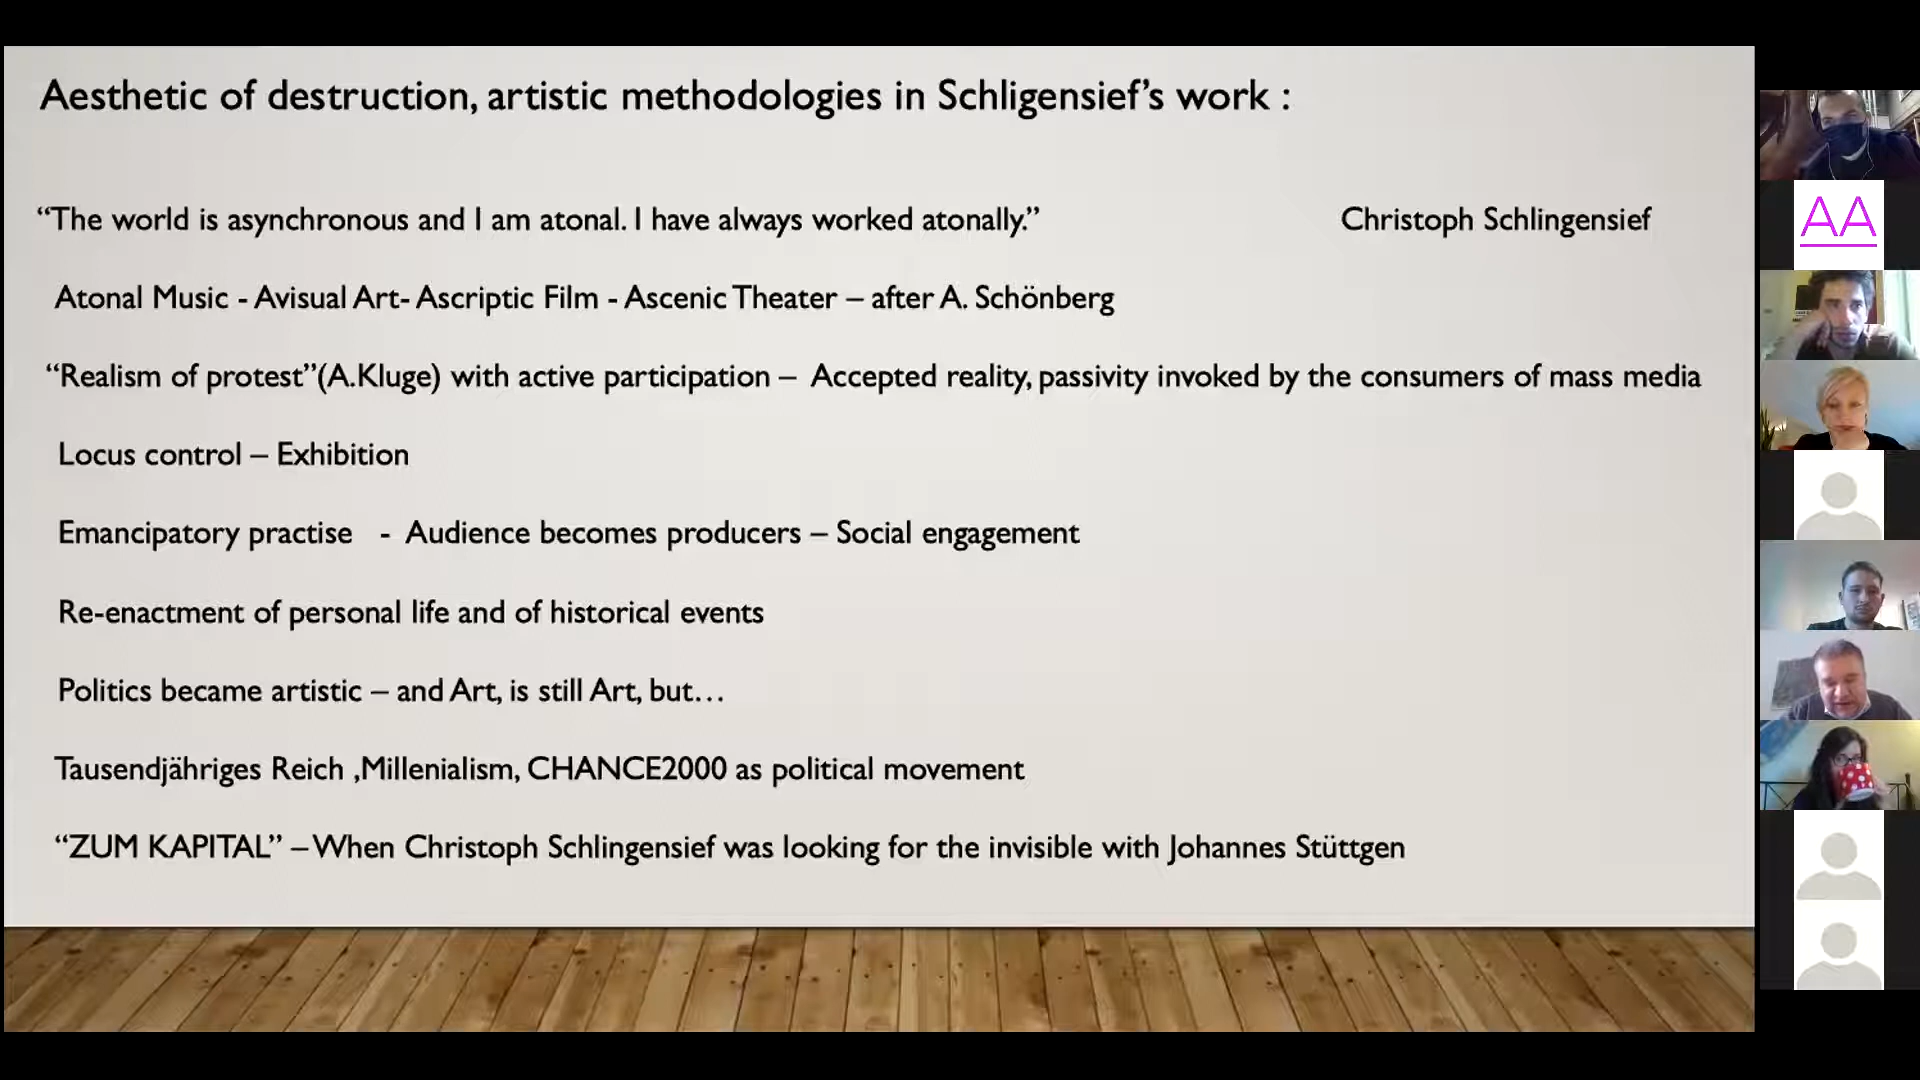 Aesthetic of destruction, artistic methodologies in Schligensief’s work :
“The world is asynchronous and I am atonal. I have always worked atonally.” Christoph Schlingensief
Atonal Music - Avisual Art- Ascriptic Film - Ascenic Theater – after A. Schönberg
“Realism of protest”(A.Kluge) with active participation – Accepted reality, passivity invoked by the consumers of mass media
Locus control – Exhibition
Emancipatory practise - Audience becomes producers – Social engagement
Re-enactment of personal life and of historical events
Politics became artistic – and Art, is still Art, but…
Tausendjähriges Reich ,Millenialism, CHANCE2000 as political movement
“ZUM KAPITAL” – When Christoph Schlingensief was looking for the invisible with Johannes Stüttgen
AA